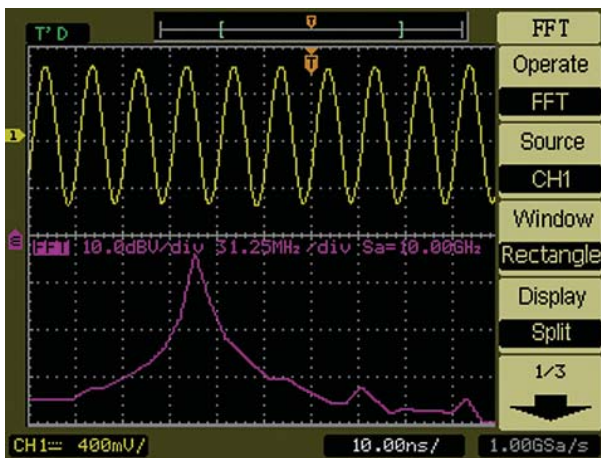 T'D
T
FFT
Operate
FFT
T
Source
CH1
1
Window
Rectangle
FFT 10.0dBV/div 31.25MHz/div Sa=10.00GHz
Display
Split
1/3
CH1 400mV/ 10.00ns/ 1.00GSa/s